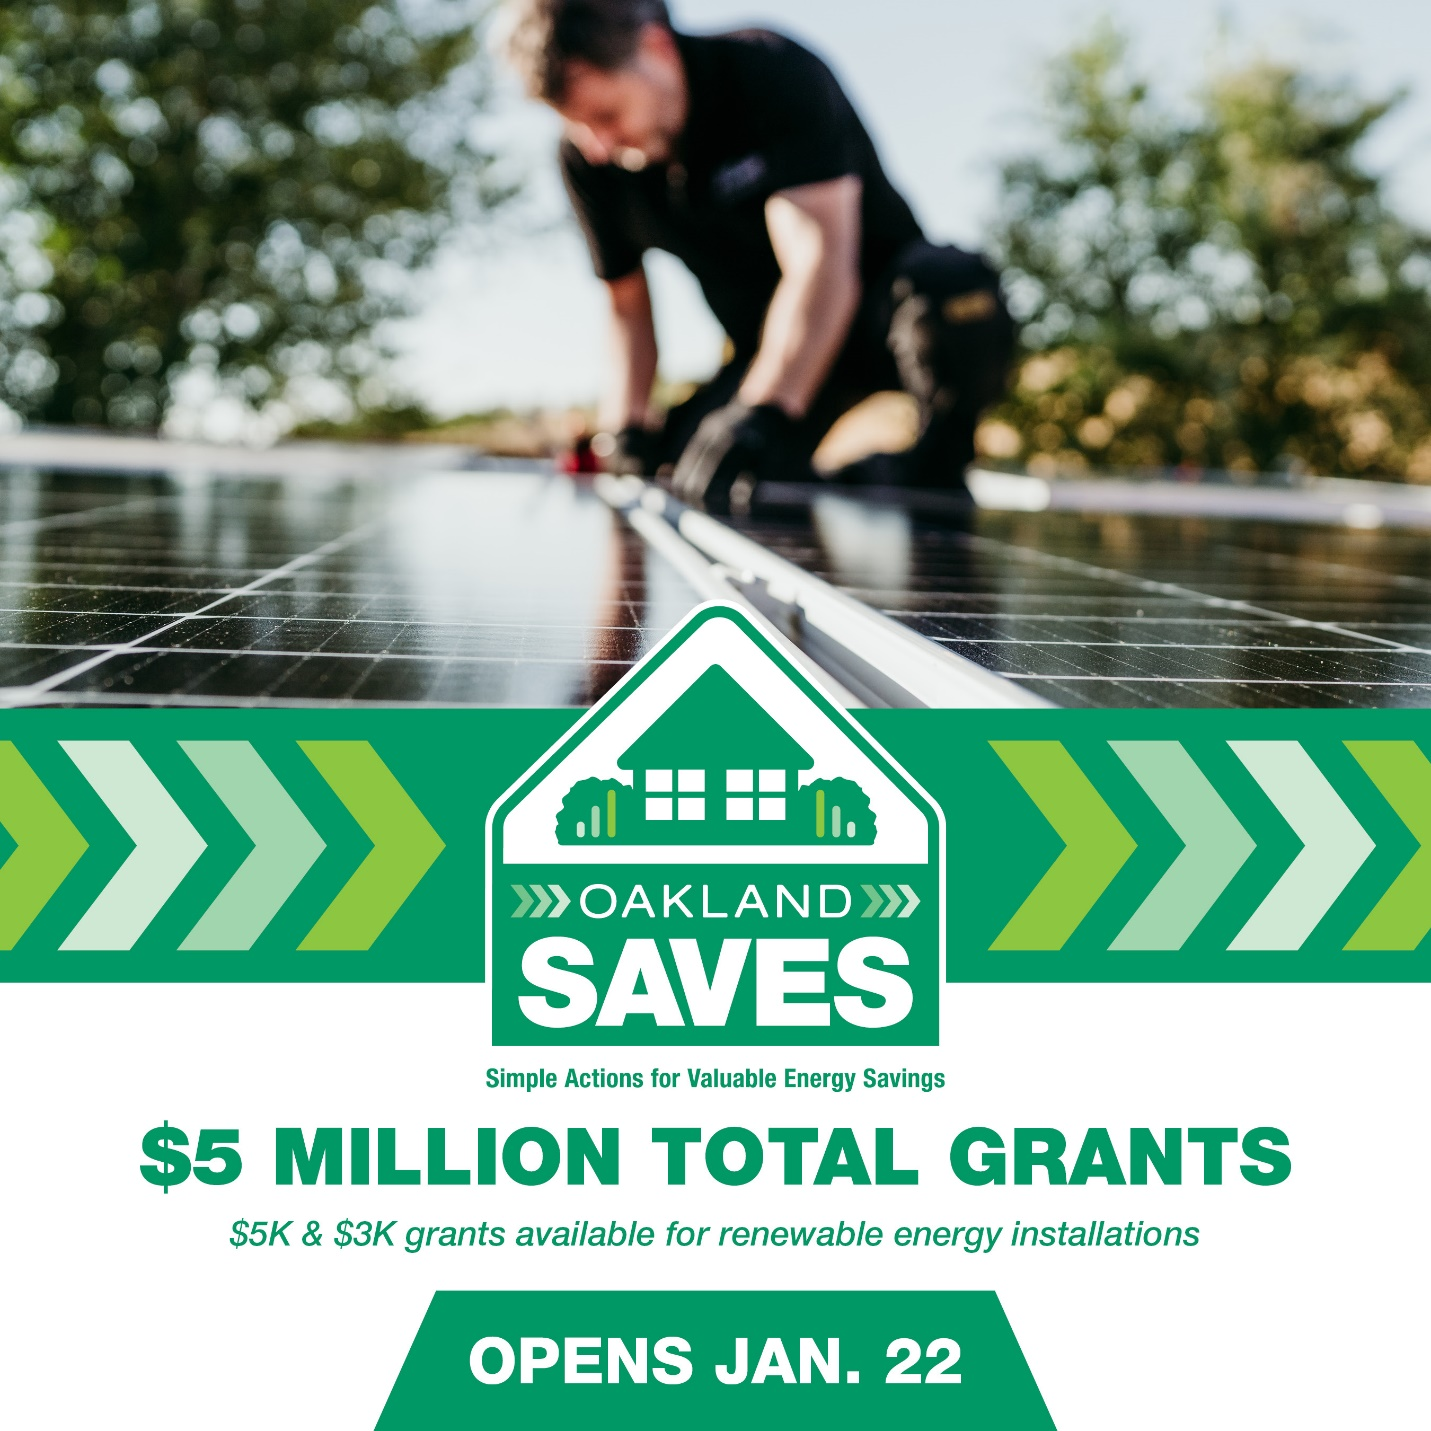 OAKLAND
SAVES
Simple Actions for Valuable Energy Savings
$5 MILLION TOTAL GRANTS
$5K & $3K grants available for renewable energy installations
OPENS JAN. 22